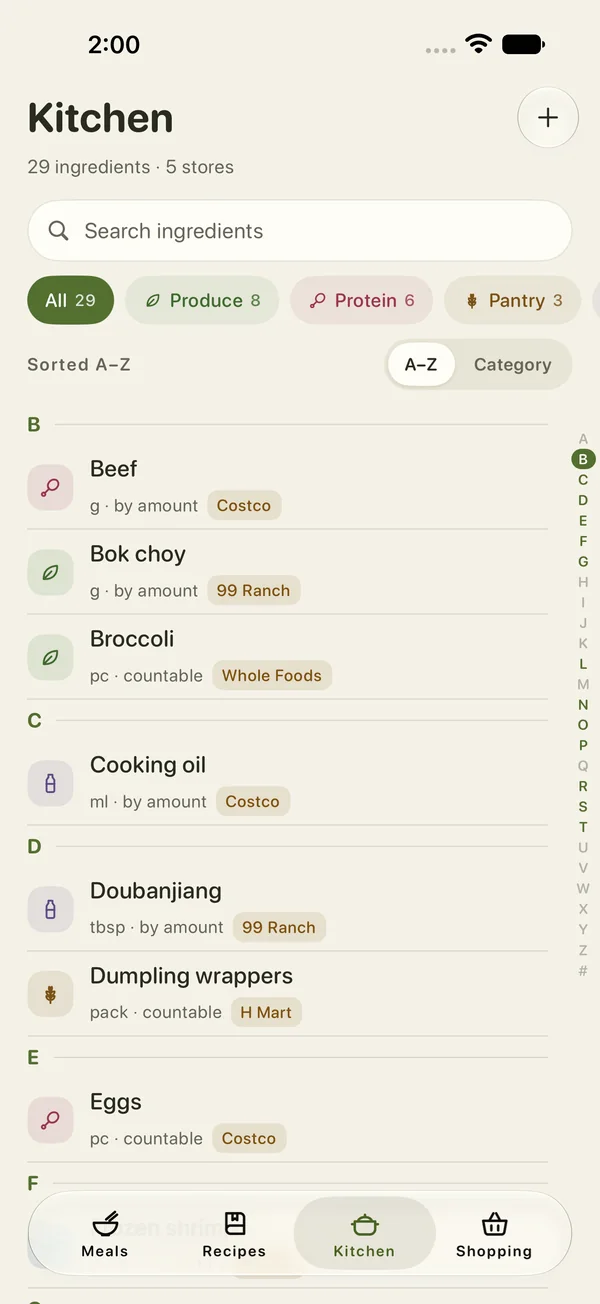 2:00
Kitchen
29 ingredients · 5 stores
Search ingredients
All 29 Produce 8 Protein 6 Pantry 3
Sorted A–Z A–Z Category
B
Beef
g · by amount Costco
Bok choy
g · by amount 99 Ranch
Broccoli
pc · countable Whole Foods
C
Cooking oil
ml · by amount Costco
D
Doubanjiang
tbsp · by amount 99 Ranch
Dumpling wrappers
pack · countable H Mart
E
Eggs
pc · countable Costco
F
Meals Recipes Kitchen Shopping
A
B
C
D
E
F
G
H
I
J
K
L
M
N
O
P
Q
R
S
T
U
V
W
X
Y
Z
#